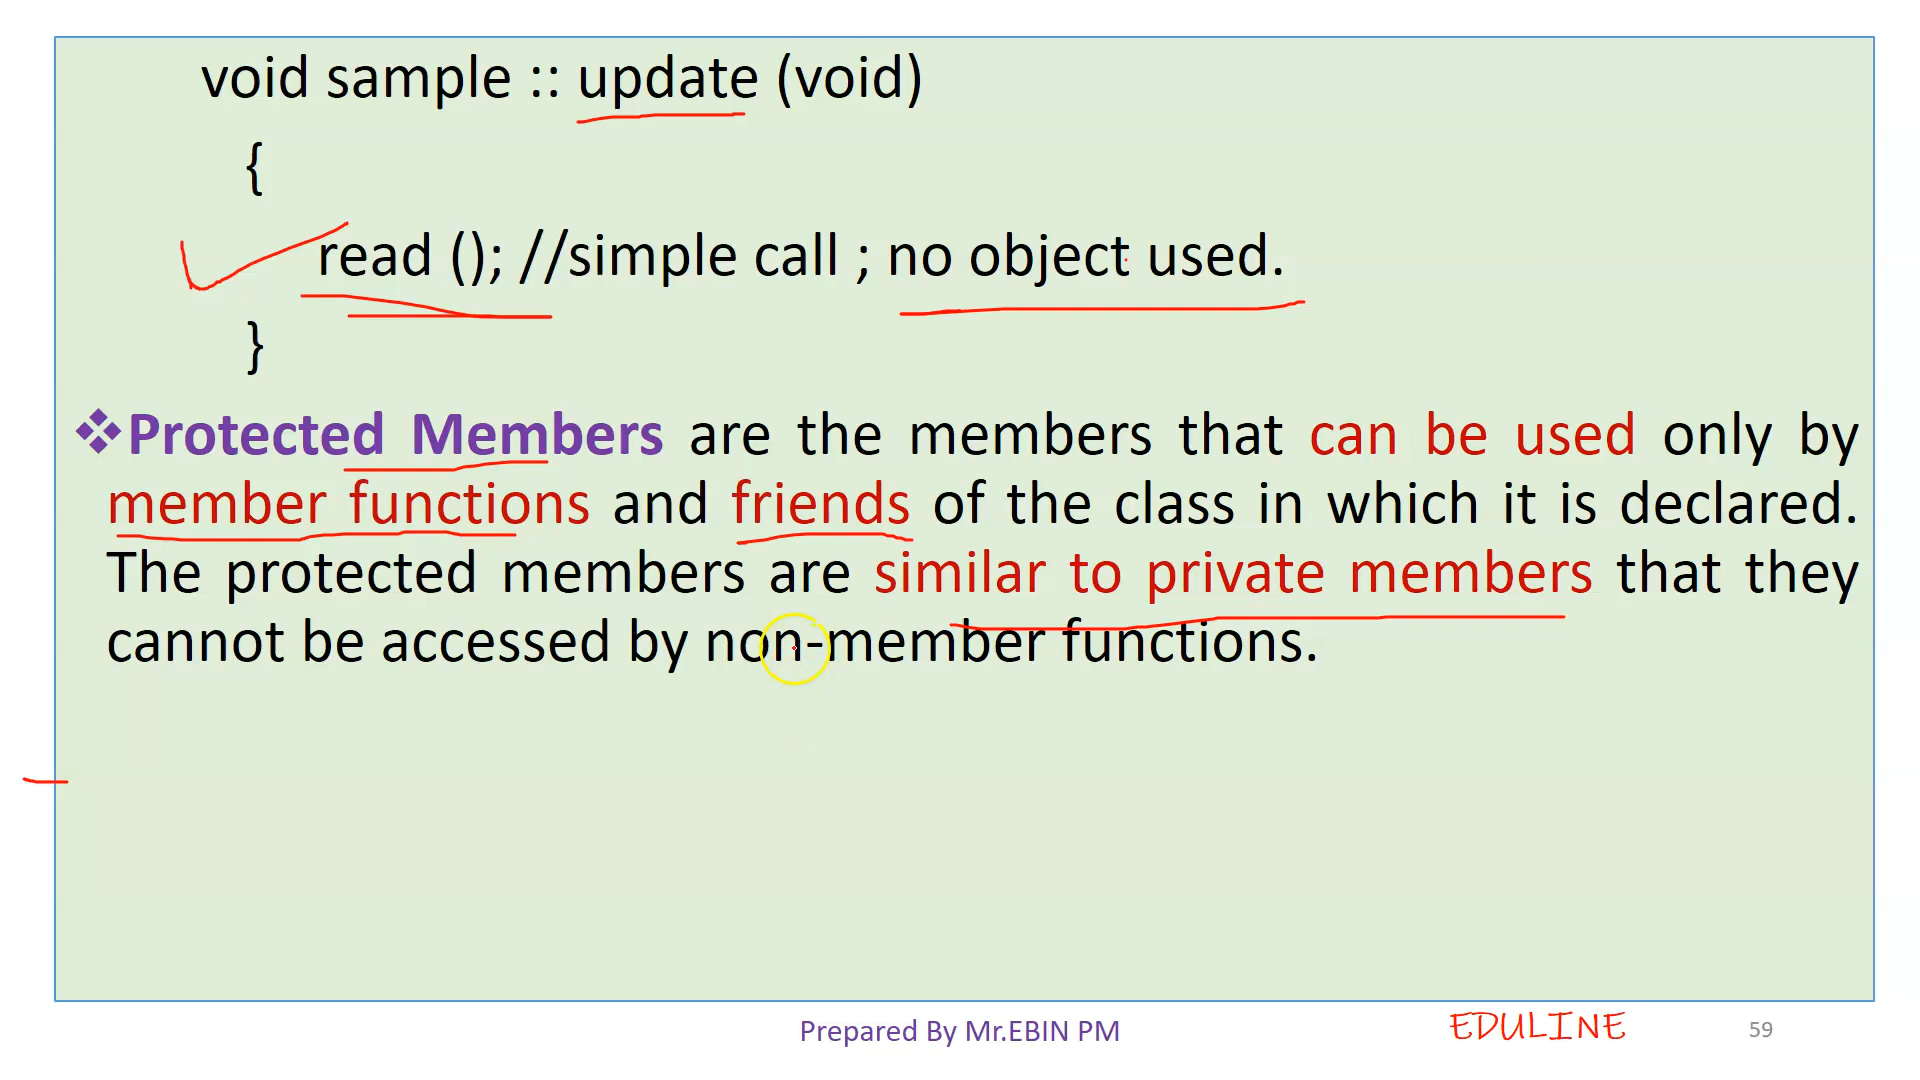 void sample :: update (void)
{
read (); //simple call ; no object used.
}
❖Protected Members are the members that can be used only by
member functions and friends of the class in which it is declared.
The protected members are similar to private members that they
cannot be accessed by non-member functions.
Prepared By Mr.EBIN PM
EDULINE
59